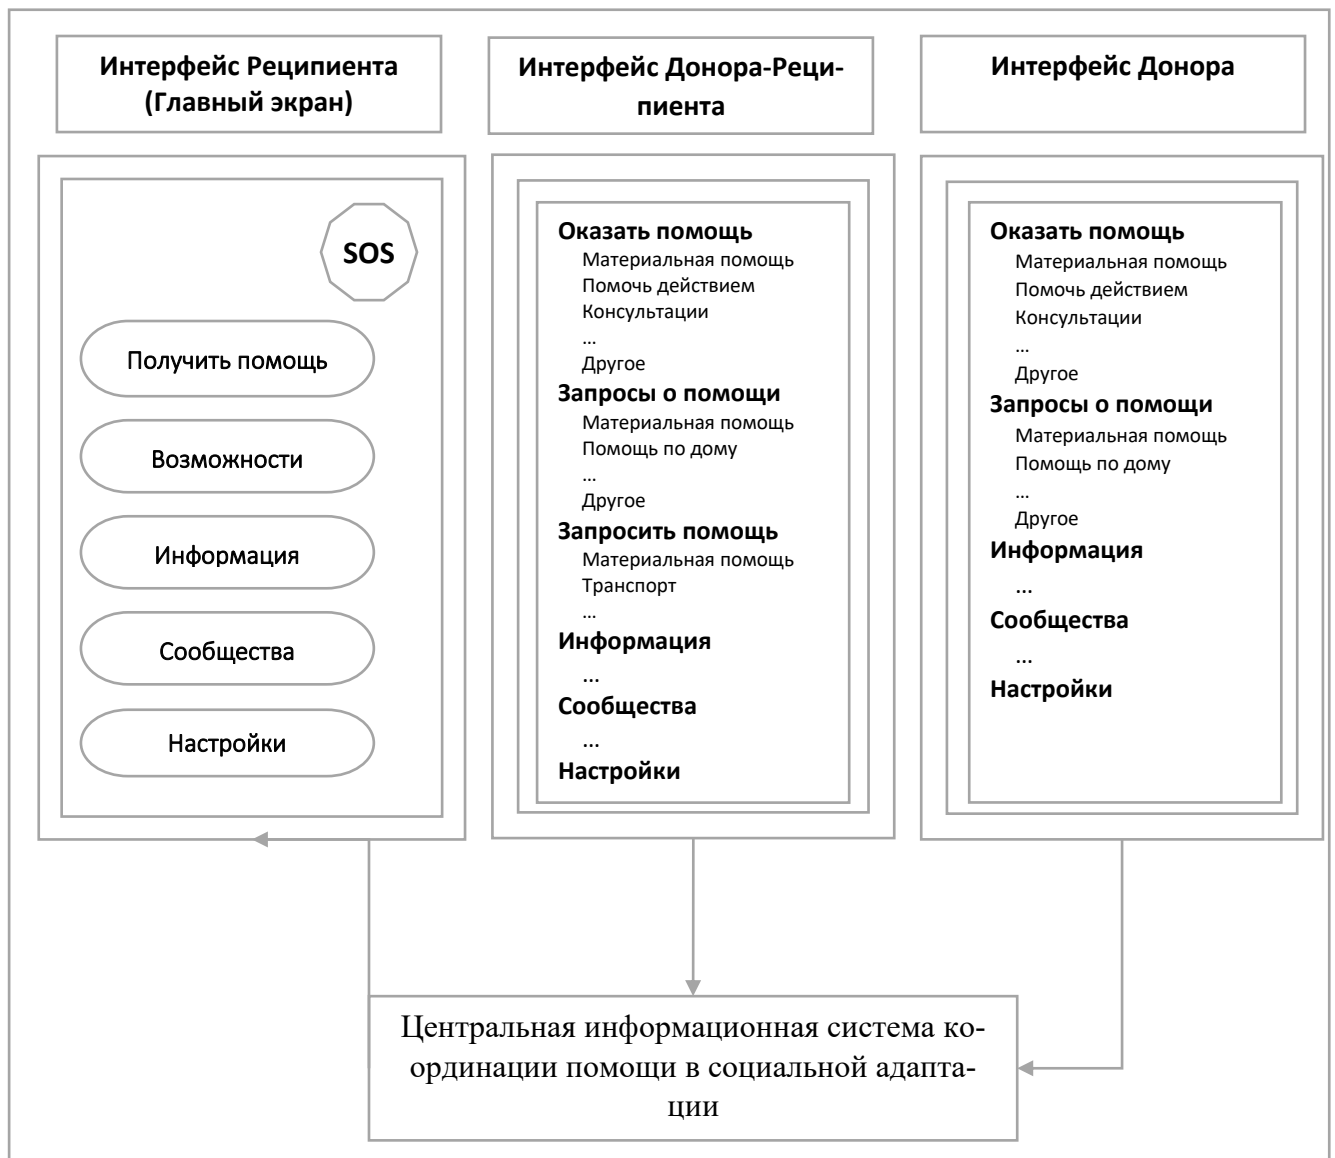 Интерфейс Реципиента
(Главный экран)
Интерфейс Донора-Реци-
пиента
Интерфейс Донора
SOS
Получить помощь
Возможности
Информация
Сообщества
Настройки
Оказать помощь
Материальная помощь
Помочь действием
Консультации
...
Другое
Запросы о помощи
Материальная помощь
Помощь по дому
...
Другое
Запросить помощь
Материальная помощь
Транспорт
...
Информация
...
Сообщества
...
Настройки
Оказать помощь
Материальная помощь
Помочь действием
Консультации
...
Другое
Запросы о помощи
Материальная помощь
Помощь по дому
...
Другое
Информация
...
Сообщества
...
Настройки
Центральная информационная система ко-
ординации помощи в социальной адапта-
ции